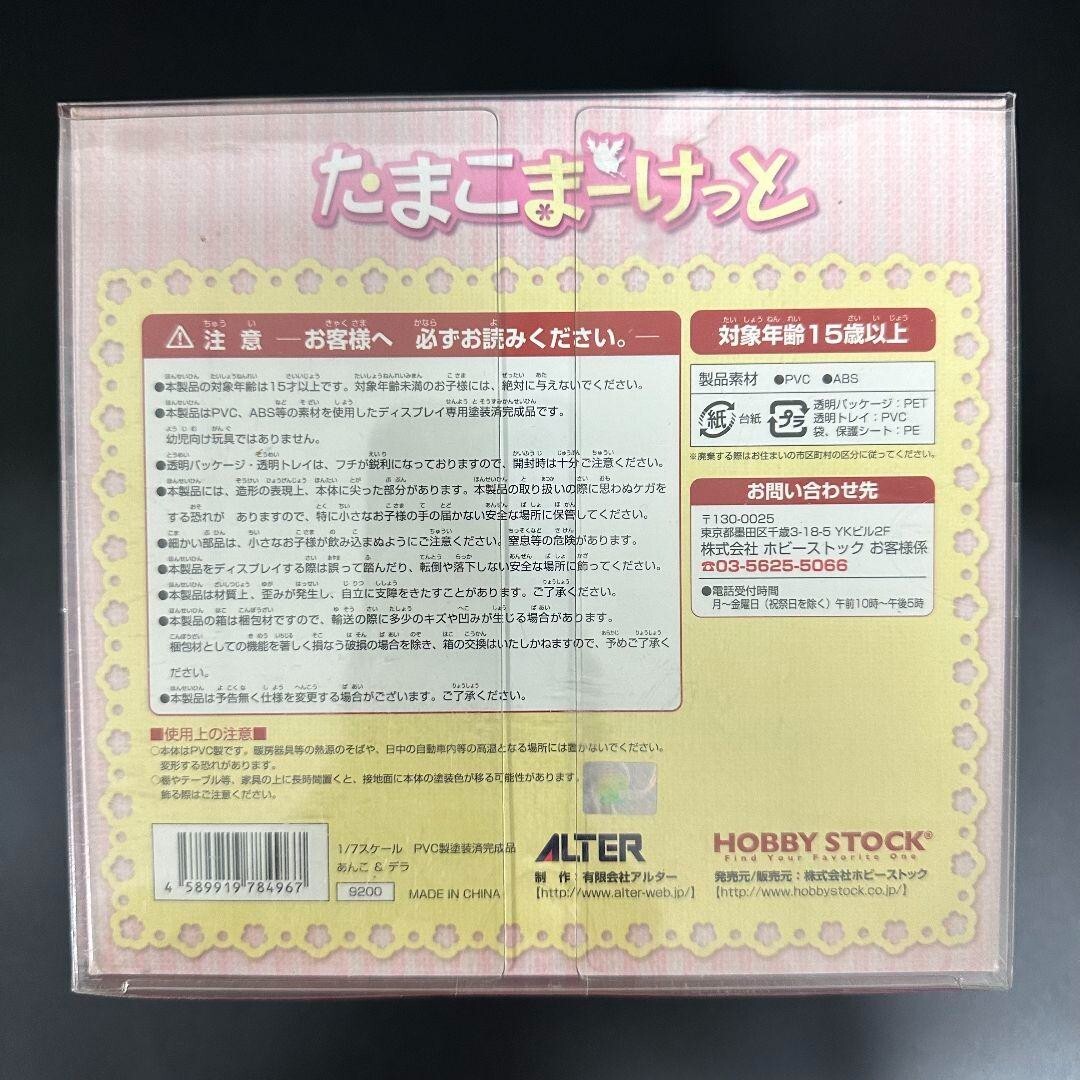 たまこまーけっと
⚠ 注意 ―お客様へ 必ずお読みください。―
●本製品の対象年齢は15才以上です。対象年齢未満のお子様には、絶対に与えないでください。
●本製品はPVC、ABS等の素材を使用したディスプレイ専用塗装済完成品です。
幼児向け玩具ではありません。
●透明パッケージ・透明トレイは、フチが鋭利になっておりますので、開封時は十分ご注意ください。
●本製品には、造形の表現上、本体に尖った部分があります。本製品の取り扱いの際に思わぬケガを
する恐れが ありますので、特に小さなお子様の手の届かない安全な場所に保管してください。
●細かい部品は、小さなお子様が飲み込まぬようにご注意ください。窒息等の危険があります。
●本製品をディスプレイする際は誤って踏んだり、転倒や落下しない安全な場所に飾ってください。
●本製品は材質上、歪みが発生し、自立に支障をきたすことがあります。ご了承ください。
●本製品の箱は梱包材ですので、輸送の際に多少のキズや凹みが生じる場合があります。
梱包材としての機能を著しく損なう破損の場合を除き、箱の交換はいたしかねますので、予めご了承く
ださい。
●本製品は予告無く仕様を変更する場合がございます。ご了承ください。
■使用上の注意■
○本体はPVC製です。暖房器具等の熱源のそばや、日中の自動車内等の高温となる場所には置かないでください。
変形する恐れがあります。
○棚やテーブル等、家具の上に長時間置くと、接地面に本体の塗装色が移る可能性があります。
飾る際はご注意ください。
対象年齢15歳以上
製品素材 ●PVC ●ABS
紙 台紙
プラ
透明パッケージ：PET
透明トレイ：PVC
袋、保護シート：PE
※廃棄する際はお住まいの市区町村の区分に従ってください。
お問い合わせ先
〒130-0025
東京都墨田区千歳3-18-5 YKビル2F
株式会社 ホビーストック お客様係
☎03-5625-5066
●電話受付時間
月～金曜日（祝祭日を除く）午前10時～午後5時
4 589919 784967
1/7スケール PVC製塗装済完成品
あんこ & デラ
9200 MADE IN CHINA
ALTER
制 作：有限会社アルター
【http://www.alter-web.jp/】
HOBBY STOCK®
Find Your Favorite One
発売元/販売元：株式会社ホビーストック
【http://www.hobbystock.co.jp/】